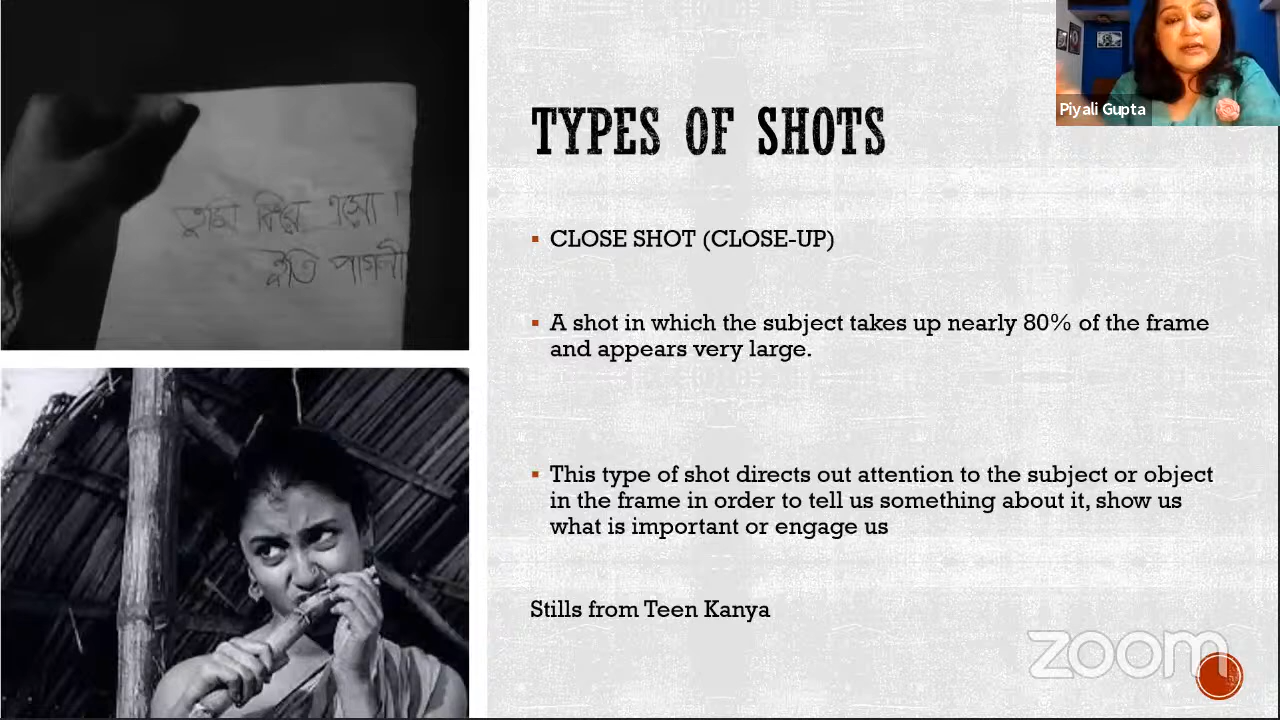 তুমি ফিরে এসো।
ইতি পাগলী
TYPES OF SHOTS
Piyali Gupta
CLOSE SHOT (CLOSE-UP)
A shot in which the subject takes up nearly 80% of the frame
and appears very large.
This type of shot directs out attention to the subject or object
in the frame in order to tell us something about it, show us
what is important or engage us
Stills from Teen Kanya
zoom